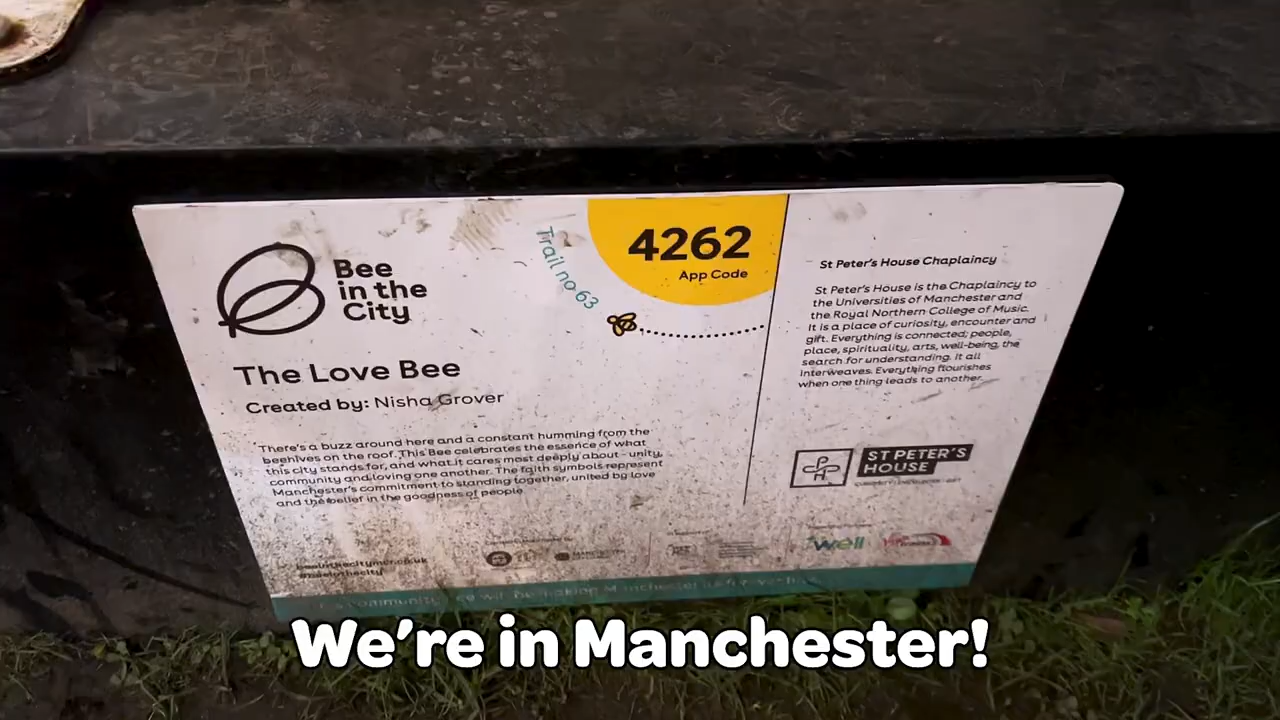 Bee
in the
City
Trail no 63
4262
App Code
The Love Bee
Created by: Nisha Grover
There's a buzz around here and a constant humming from the
beehives on the roof. This Bee celebrates the essence of what
this city stands for, and what it cares most deeply about - unity,
community and loving one another. The faith symbols represent
Manchester's commitment to standing together, united by love
and the belief in the goodness of people
beeinthecitymcr.co.uk
#beeinthecity
St Peter's House Chaplaincy
St Peter's House is the Chaplaincy to
the Universities of Manchester and
the Royal Northern College of Music.
It is a place of curiosity, encounter and
gift. Everything is connected; people,
place, spirituality, arts, well-being, the
search for understanding. It all
interweaves. Everything flourishes
when one thing leads to another.
PH
ST PETER'S
HOUSE
MANCHESTER
well
We're in Manchester!